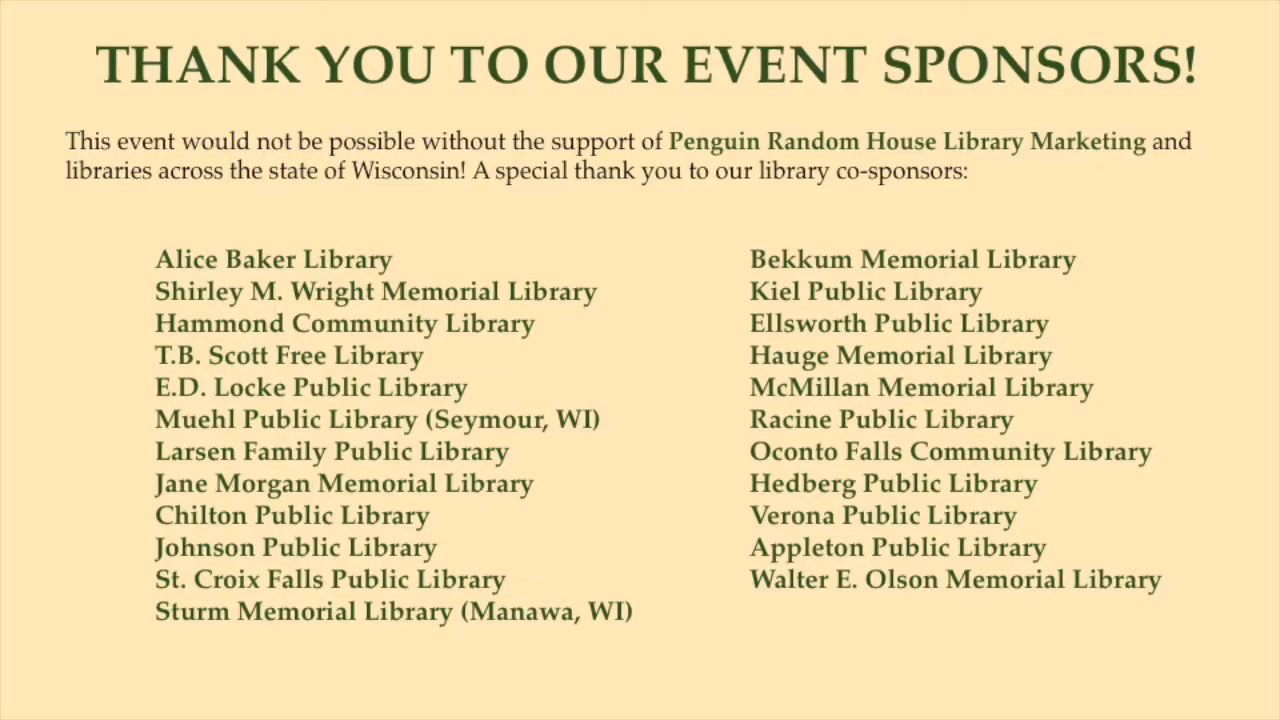 THANK YOU TO OUR EVENT SPONSORS!
This event would not be possible without the support of Penguin Random House Library Marketing and
libraries across the state of Wisconsin! A special thank you to our library co-sponsors:
Alice Baker Library
Shirley M. Wright Memorial Library
Hammond Community Library
T.B. Scott Free Library
E.D. Locke Public Library
Muehl Public Library (Seymour, WI)
Larsen Family Public Library
Jane Morgan Memorial Library
Chilton Public Library
Johnson Public Library
St. Croix Falls Public Library
Sturm Memorial Library (Manawa, WI)
Bekkum Memorial Library
Kiel Public Library
Ellsworth Public Library
Hauge Memorial Library
McMillan Memorial Library
Racine Public Library
Oconto Falls Community Library
Hedberg Public Library
Verona Public Library
Appleton Public Library
Walter E. Olson Memorial Library